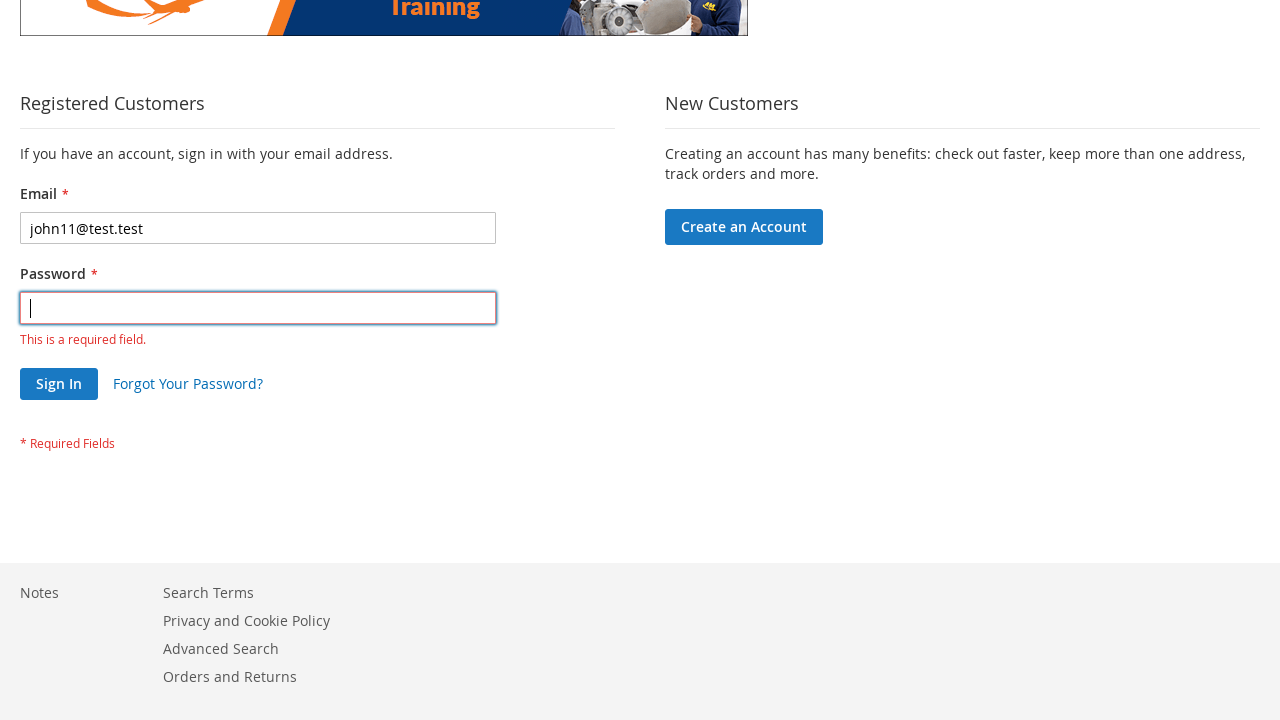 Training
Registered Customers
If you have an account, sign in with your email address.
Email *
john11@test.test
Password *
This is a required field.
Sign In
Forgot Your Password?
* Required Fields
New Customers
Creating an account has many benefits: check out faster, keep more than one address,
track orders and more.
Create an Account
Notes
Search Terms
Privacy and Cookie Policy
Advanced Search
Orders and Returns